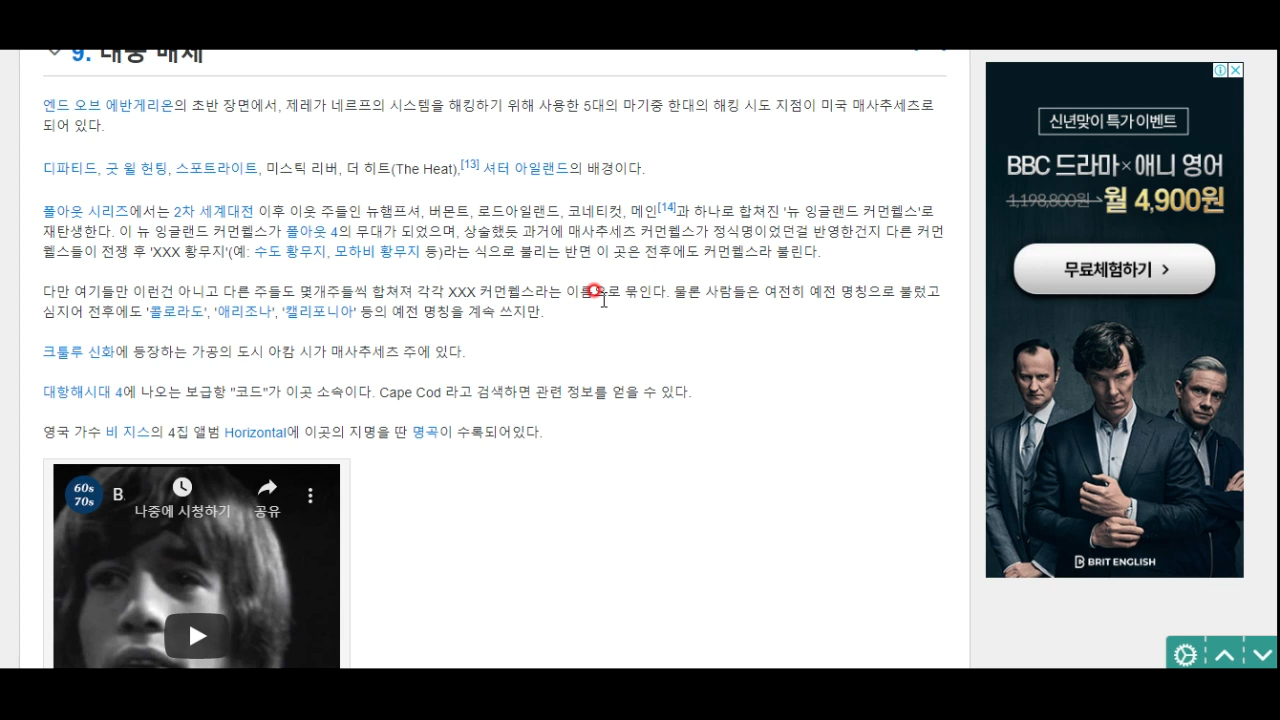 9. 대중 매체
엔드 오브 에반게리온의 초반 장면에서, 제레가 네르프의 시스템을 해킹하기 위해 사용한 5대의 마기중 한대의 해킹 시도 지점이 미국 매사추세츠로
되어 있다.
디파티드, 굿 윌 헌팅, 스포트라이트, 미스틱 리버, 더 히트(The Heat),[13] 셔터 아일랜드의 배경이다.
폴아웃 시리즈에서는 2차 세계대전 이후 이웃 주들인 뉴햄프셔, 버몬트, 로드아일랜드, 코네티컷, 메인[14]과 하나로 합쳐진 '뉴 잉글랜드 커먼웰스'로
재탄생한다. 이 뉴 잉글랜드 커먼웰스가 폴아웃 4의 무대가 되었으며, 상술했듯 과거에 매사추세츠 커먼웰스가 정식명이었던걸 반영한건지 다른 커먼
웰스들이 전쟁 후 'XXX 황무지'(예: 수도 황무지, 모하비 황무지 등)라는 식으로 불리는 반면 이 곳은 전후에도 커먼웰스라 불린다.
다만 여기들만 이런건 아니고 다른 주들도 몇개주들씩 합쳐져 각각 XXX 커먼웰스라는 이름으로 묶인다. 물론 사람들은 여전히 예전 명칭으로 불렀고
심지어 전후에도 '콜로라도', '애리조나', '캘리포니아' 등의 예전 명칭을 계속 쓰지만.
크툴루 신화에 등장하는 가공의 도시 아캄 시가 매사추세츠 주에 있다.
대항해시대 4에 나오는 보급항 "코드"가 이곳 소속이다. Cape Cod 라고 검색하면 관련 정보를 얻을 수 있다.
영국 가수 비 지스의 4집 앨범 Horizontal에 이곳의 지명을 딴 명곡이 수록되어있다.
60s
70s
B
나중에 시청하기
공유
신년맞이 특가이벤트
BBC 드라마×애니 영어
1,198,800원→월 4,900원
무료체험하기 >
BRIT ENGLISH